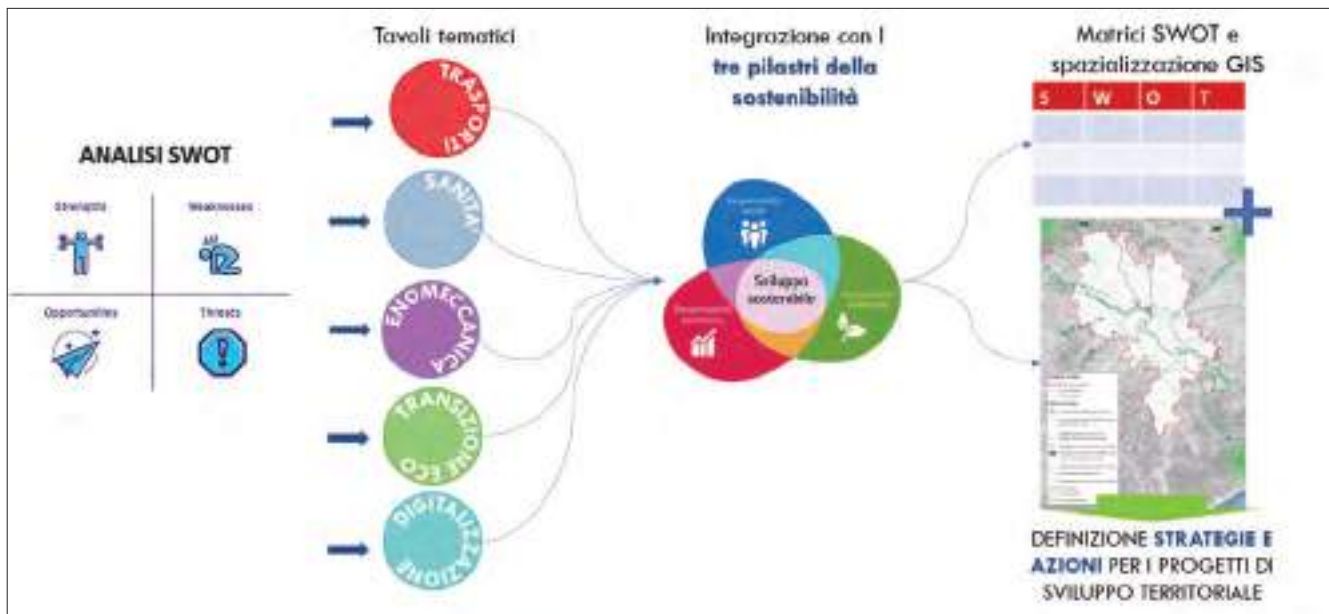 ANALISI SWOT
Strengths
Weaknesses
Opportunities
Threats
Tavoli tematici
TRASPORTI
SANITA'
ENOMECCANICA
TRANSIZIONE ECO
DIGITALIZZAZIONE
Integrazione con I
tre pilastri della
sostenibilità
Sviluppo
sostenibile
Matrici SWOT e
spazializzazione GIS
S W O T
DEFINIZIONE STRATEGIE E
AZIONI PER I PROGETTI DI
SVILUPPO TERRITORIALE